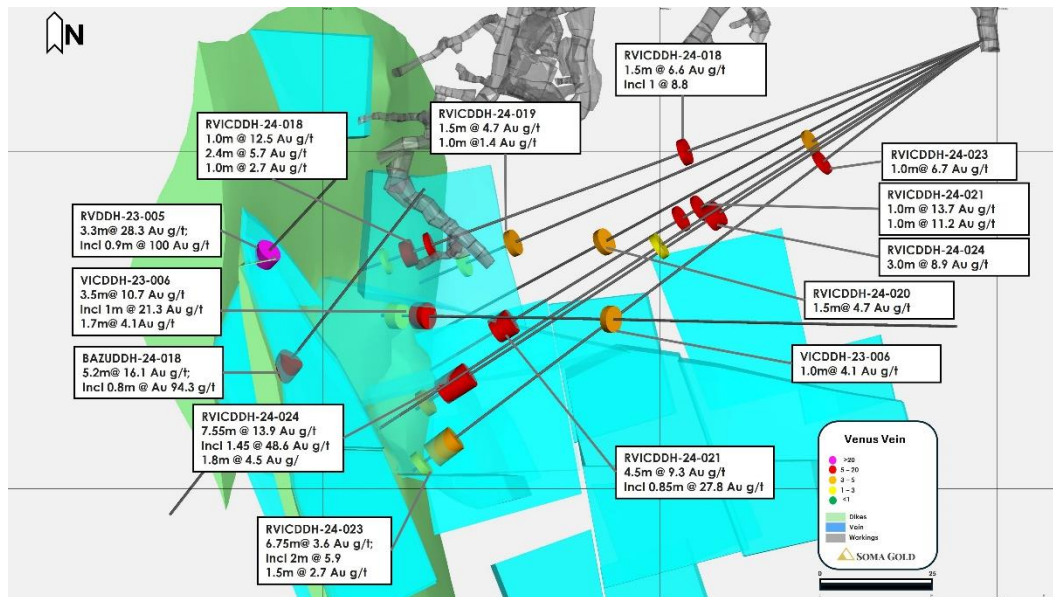 N
RVICDDH-24-018
1.5m @ 6.6 Au g/t
Incl 1 @ 8.8
RVICDDH-24-018
1.0m @ 12.5 Au g/t
2.4m @ 5.7 Au g/t
1.0m @ 2.7 Au g/t
RVICDDH-24-019
1.5m @ 4.7 Au g/t
1.0m @1.4 Au g/t
RVICDDH-24-023
1.0m@ 6.7 Au g/t
RVICDDH-24-021
1.0m @ 13.7 Au g/t
1.0m @ 11.2 Au g/t
RVICDDH-24-024
3.0m @ 8.9 Au g/t
RVDDH-23-005
3.3m@ 28.3 Au g/t;
Incl 0.9m @ 100 Au g/t
VICDDH-23-006
3.5m @ 10.7 Au g/t
Incl 1m @ 21.3 Au g/t
1.7m@ 4.1Au g/t
RVICDDH-24-020
1.5m@ 4.7 Au g/t
BAZUDDH-24-018
5.2m@ 16.1 Au g/t;
Incl 0.8m @ Au 94.3 g/t
VICDDH-23-006
1.0m@ 4.1 Au g/t
RVICDDH-24-024
7.55m @ 13.9 Au g/t
Incl 1.45 @ 48.6 Au g/t
1.8m @ 4.5 Au g/
RVICDDH-24-021
4.5m @ 9.3 Au g/t
Incl 0.85m @ 27.8 Au g/t
RVICDDH-24-023
6.75m@ 3.6 Au g/t;
Incl 2m @ 5.9
1.5m @ 2.7 Au g/t
Venus Vein
>20
5 - 20
3 - 5
1 - 3
<1
Dikes
Vein
Workings
SOMA GOLD
0 25